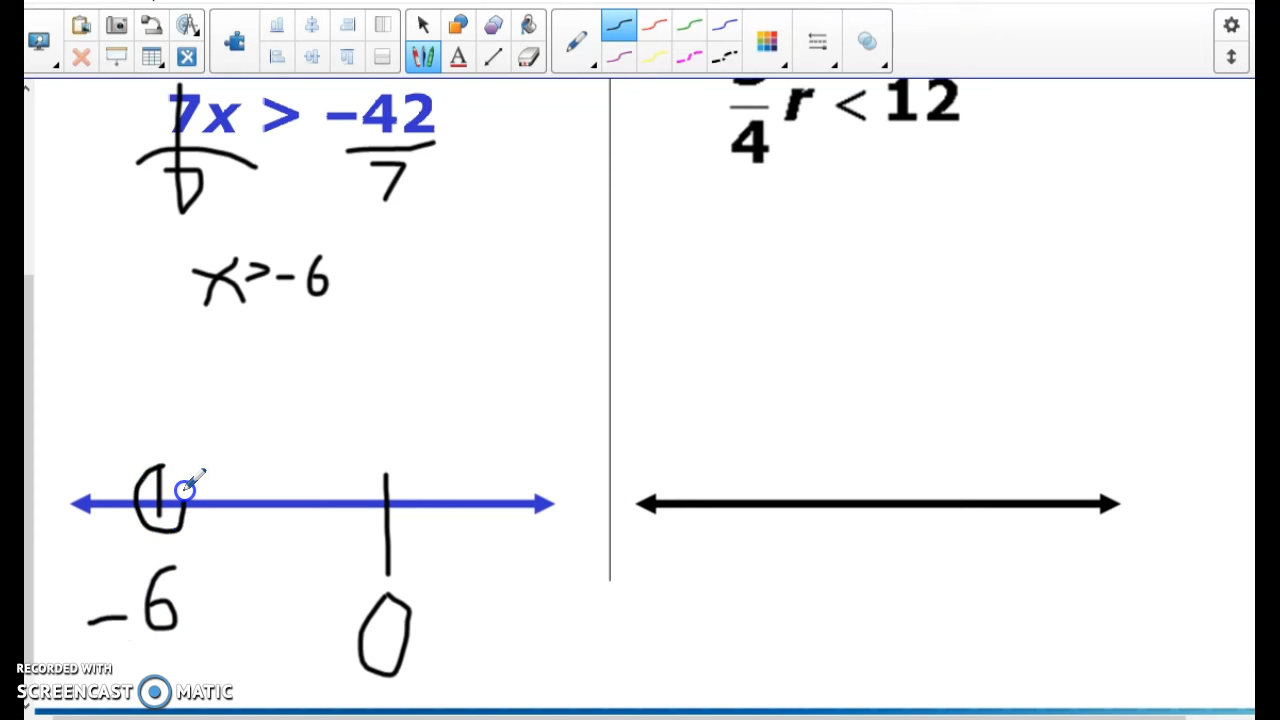 7x > -42
7 7
x > -6
-6 0
4 r < 12
RECORDED WITH
SCREENCAST MATIC